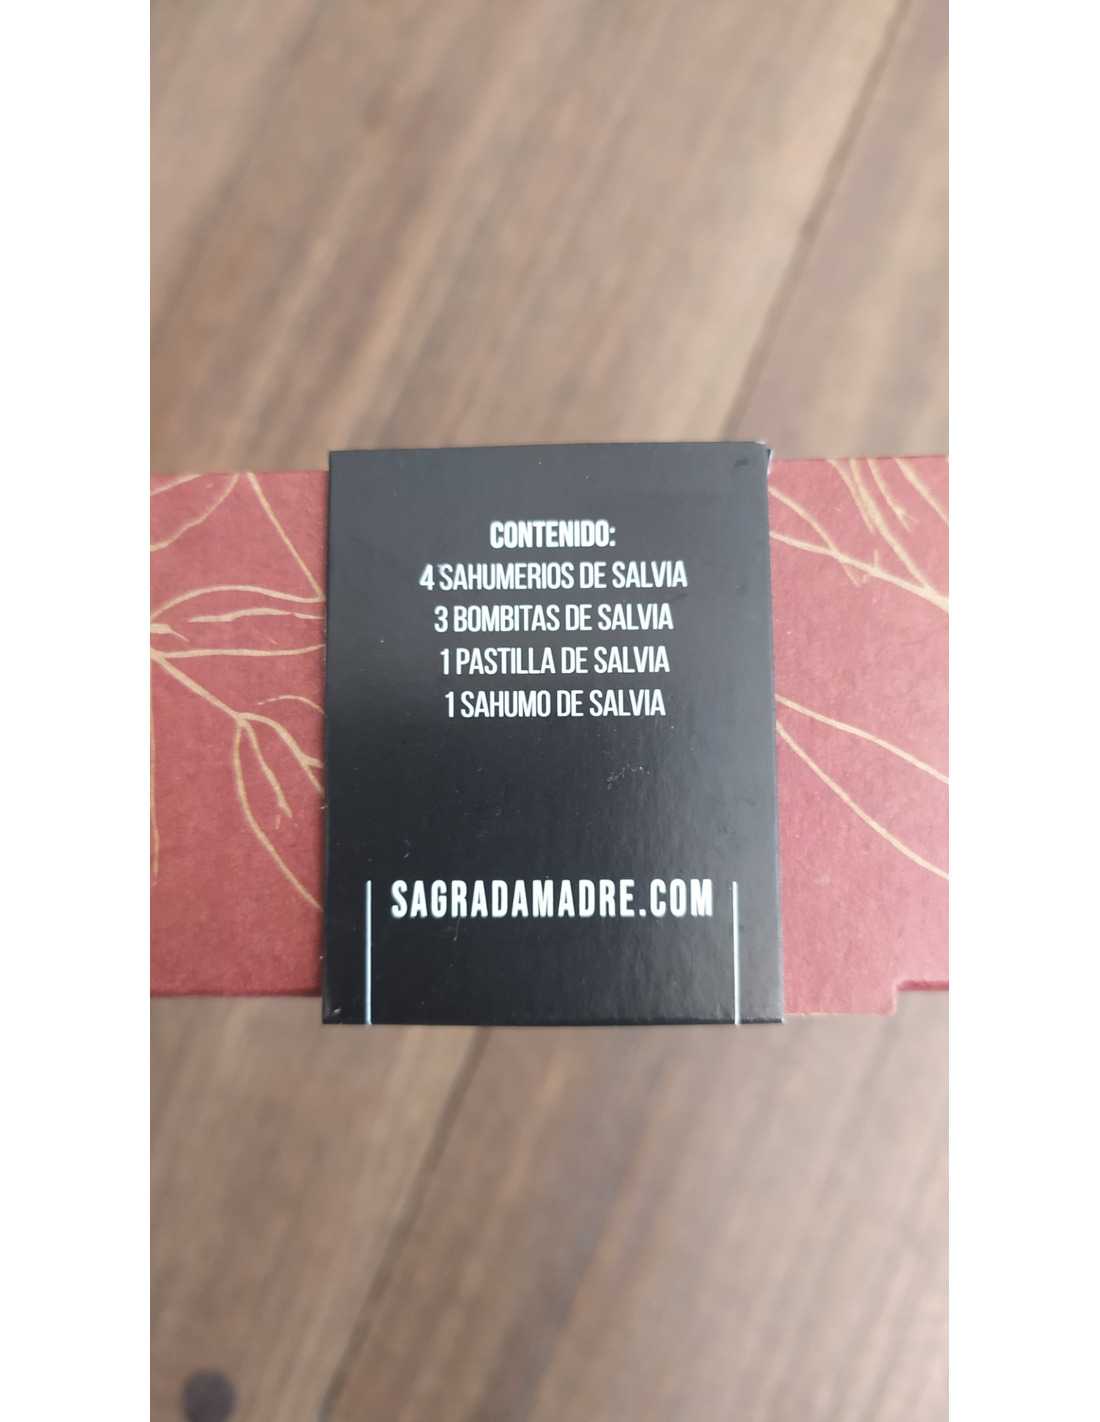 CONTENIDO:
4 SAHUMERIOS DE SALVIA
3 BOMBITAS DE SALVIA
1 PASTILLA DE SALVIA
1 SAHUMO DE SALVIA
SAGRADAMADRE.COM